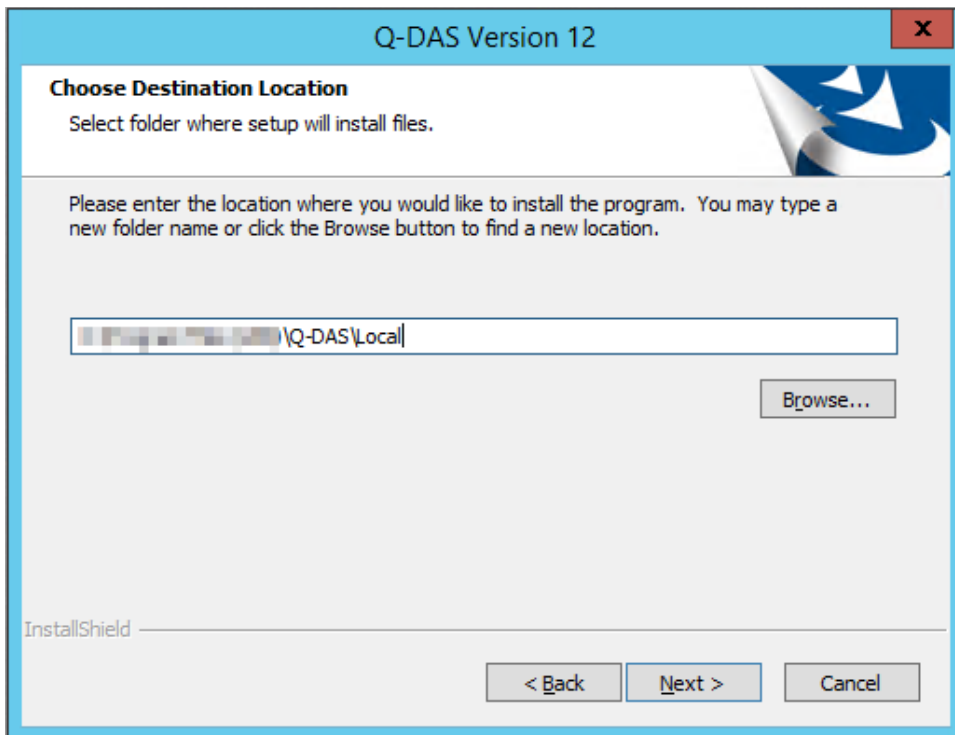 Q-DAS Version 12
x
Choose Destination Location
Select folder where setup will install files.
Please enter the location where you would like to install the program. You may type a
new folder name or click the Browse button to find a new location.
\Q-DAS\Local
Browse...
InstallShield
< Back
Next >
Cancel